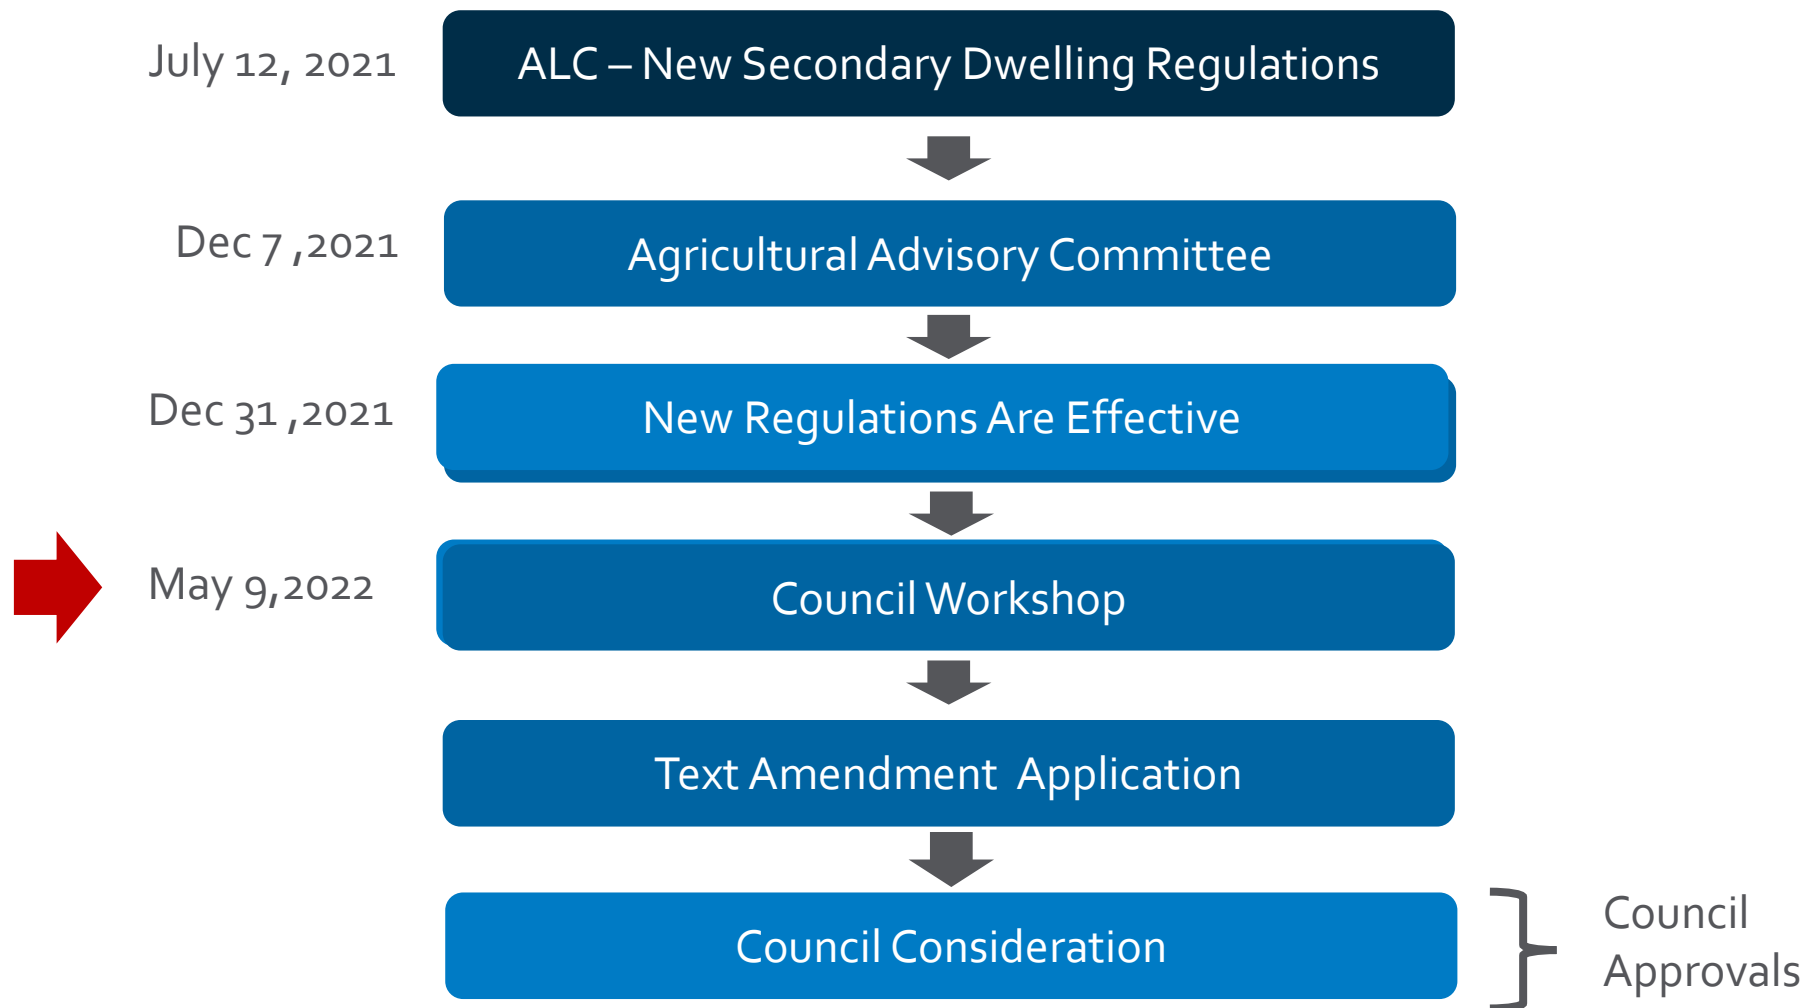 July 12, 2021
ALC – New Secondary Dwelling Regulations
Dec 7 ,2021
Agricultural Advisory Committee
Dec 31 ,2021
New Regulations Are Effective
May 9,2022
Council Workshop
Text Amendment  Application
Council Consideration
Council
Approvals